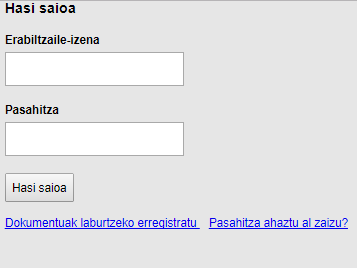 Hasi saioa
Erabiltzaile-izena
Pasahitza
Hasi saioa
Dokumentuak laburtzeko erregistratu Pasahitza ahaztu al zaizu?